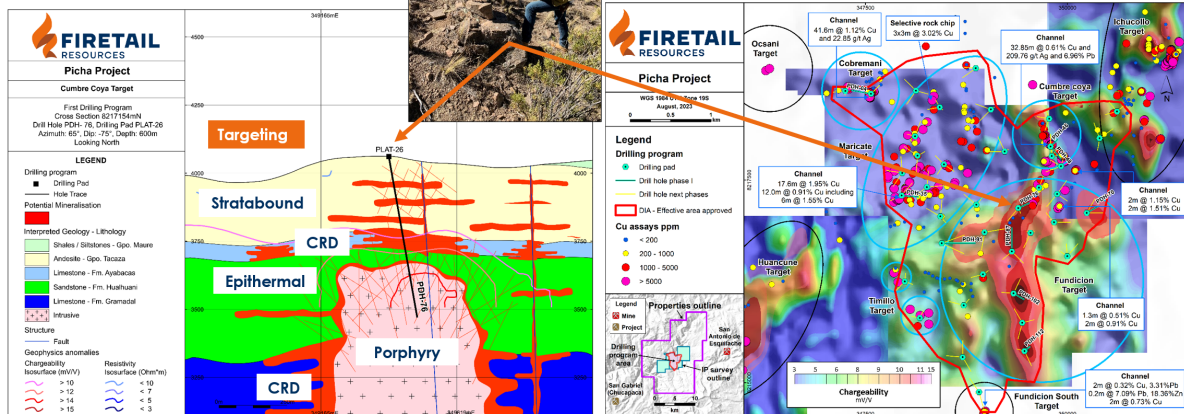 FIRETAIL
RESOURCES
Picha Project
Cumbre Coya Target
First Drilling Program
Cross Section 8217154mN
Drill Hole PDH- 76, Drilling Pad PLAT-26
Azimuth: 65°, Dip: -75°, Depth: 600m
Looking North
LEGEND
Drilling program
Drilling Pad
Hole Trace
Potential Mineralisation
Interpreted Geology - Lithology
Shales / Siltstones - Gpo. Maure
Andesite - Gpo. Tacaza
Limestone - Fm. Ayabacas
Sandstone - Fm. Hualhuani
Limestone - Fm. Gramadal
Intrusive
Structure
Fault
Geophysics anomalies
Chargeability
Isosurface (mV/V)
> 10
> 12
> 14
> 15
Resistivity
Isosurface (Ohm*m)
< 10
< 7
< 5
< 3
349166mE
4500
4250
4000
3750
3500
Targeting
PLAT-26
Stratabound
CRD
Epithermal
PDH-76
Porphyry
CRD
FIRETAIL
RESOURCES
Picha Project
August, 2023
km
Legend
Drilling program
Drilling pad
Drill hole phase I
Drill hole next phases
DIA - Effective area approved
Cu assays ppm
< 200
200 - 1000
1000 - 5000
> 5000
Legend
Mine
Project
Properties outline
San
Antonio de
Esquilache
Drilling
program
area
IP survey
outline
San Gabriel
(Chucapaca)
0 5 10
km
347500
Channel
41.6m @ 1.12% Cu
and 22.85 g/t Ag
Selective rock chip
3x3m @ 3.02% Cu
Channel
32.85m @ 0.61% Cu and
209.76 g/t Ag and 6.96% Pb
Ichucollo
Target
Ocsani
Target
Cobremani
Target
Cumbre coya
Target
N
Maricate
Target
8217500
Channel
17.6m @ 1.95% Cu
12.0m @ 0.91% Cu including
6m @ 1.55% Cu
Channel
2m @ 1.15% Cu
2m @ 1.51% Cu
Huancune
Target
Timillo
Target
Fundicion
Target
Channel
1.3m @ 0.51% Cu
2m @ 0.91% Cu
3 5 6 7 8 9 10 11 15
Chargeability
mV/V
Channel
2m @ 0.32% Cu, 3.31%Pb
0.2m @ 7.09% Pb, 18.36%Zn
2m @ 0.73% Cu
Fundicion South
Target
347500